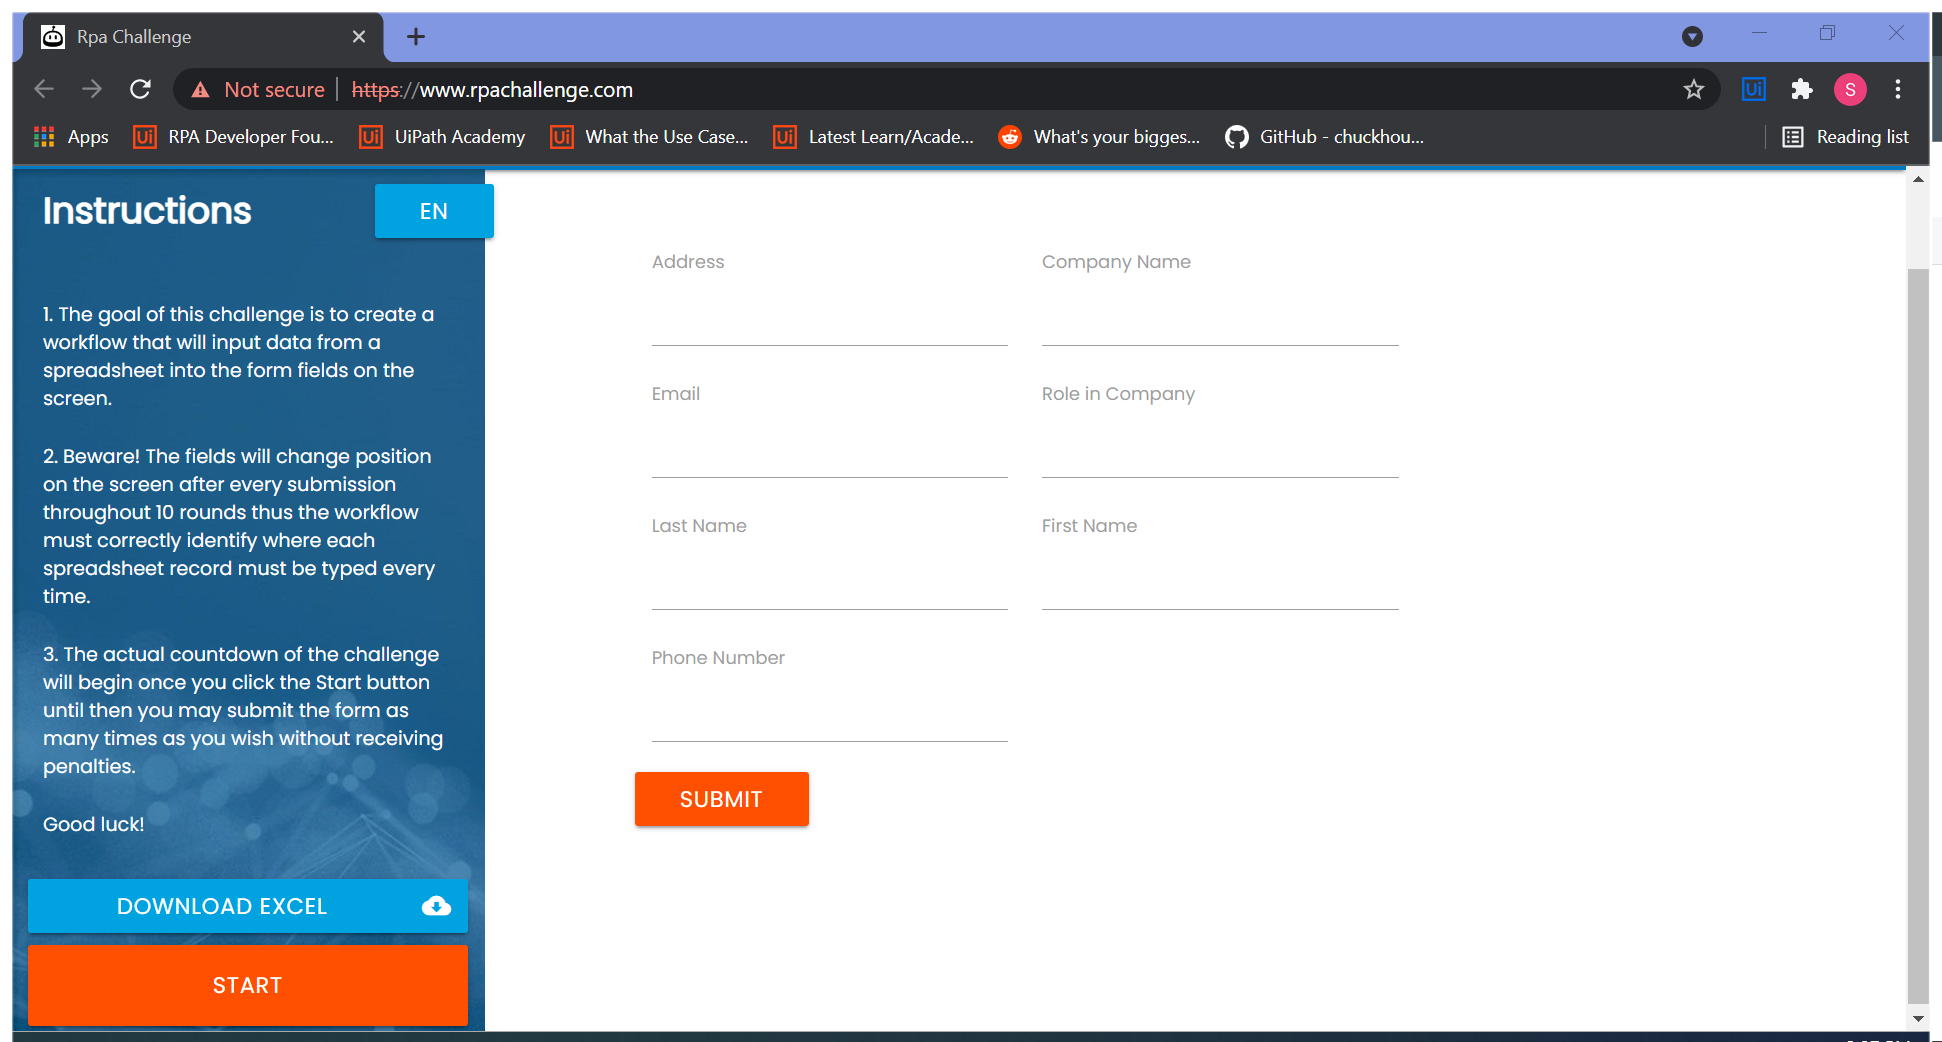 Rpa Challenge
Not secure
https://www.rpachallenge.com
Ui
S
Apps
Ui RPA Developer Fou...
Ui UiPath Academy
Ui What the Use Case...
Ui Latest Learn/Acade...
What's your bigges...
GitHub - chuckhou...
Reading list
Instructions
EN
1. The goal of this challenge is to create a
workflow that will input data from a
spreadsheet into the form fields on the
screen.
2. Beware! The fields will change position
on the screen after every submission
throughout 10 rounds thus the workflow
must correctly identify where each
spreadsheet record must be typed every
time.
3. The actual countdown of the challenge
will begin once you click the Start button
until then you may submit the form as
many times as you wish without receiving
penalties.
Good luck!
DOWNLOAD EXCEL
START
Address
Company Name
Email
Role in Company
Last Name
First Name
Phone Number
SUBMIT